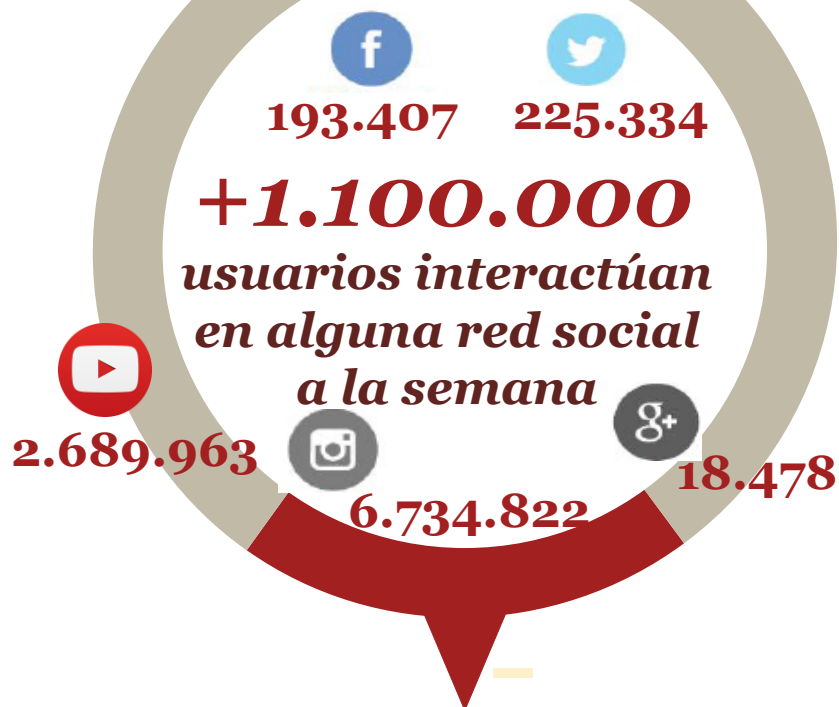 193.407 225.334
+1.100.000
usuarios interactúan
en alguna red social
a la semana
2.689.963
6.734.822
18.478